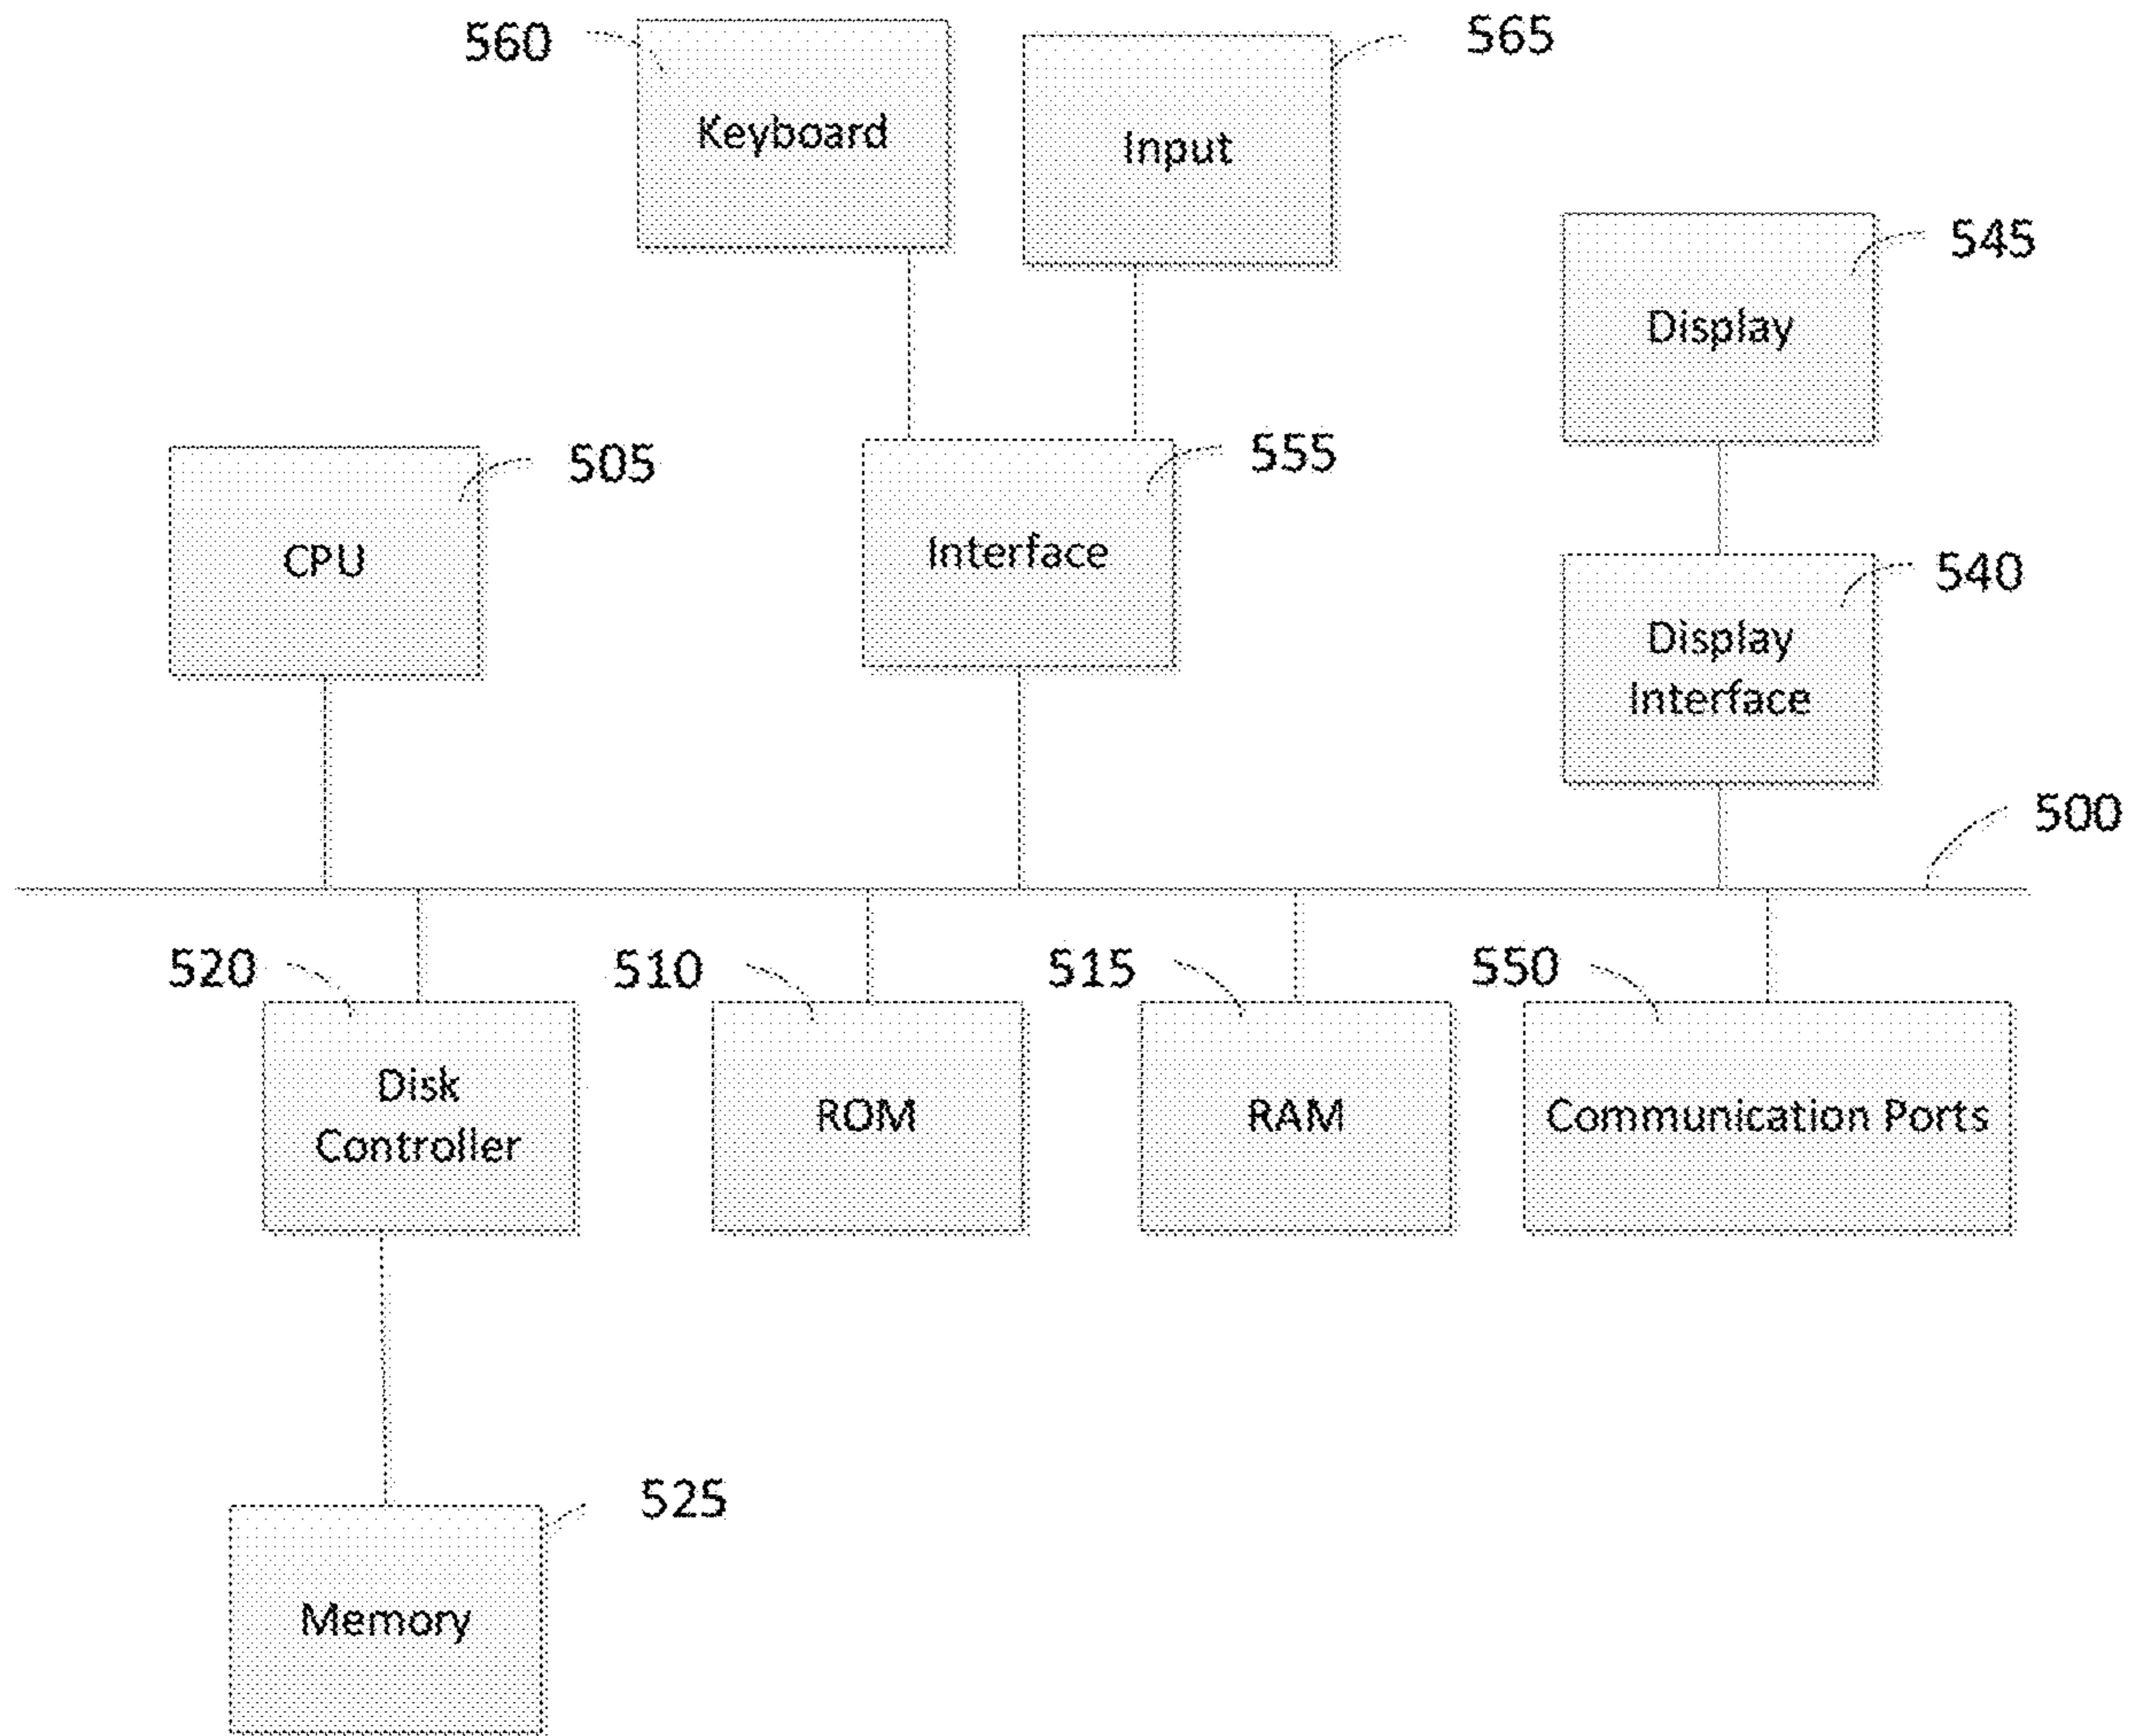 560
Keyboard
565
Input
545
Display
505
CPU
555
Interface
540
Display
Interface
500
520
Disk
Controller
510
ROM
515
RAM
550
Communication Ports
525
Memory